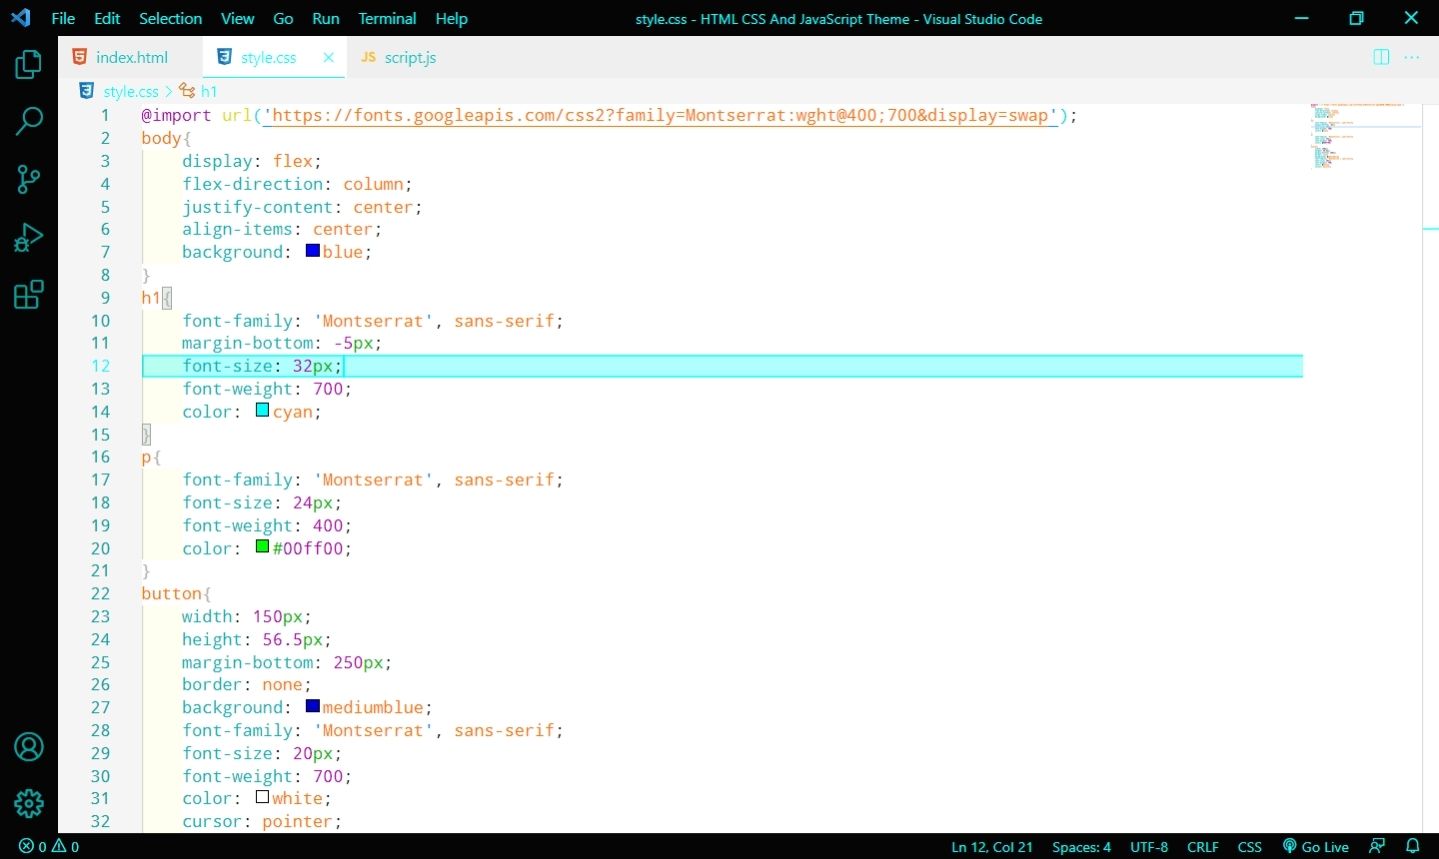 File Edit Selection View Go Run Terminal Help style.css - HTML CSS And JavaScript Theme - Visual Studio Code
index.html style.css JS script.js
style.css > h1
1 @import url('https://fonts.googleapis.com/css2?family=Montserrat:wght@400;700&display=swap');
2 body{
3 display: flex;
4 flex-direction: column;
5 justify-content: center;
6 align-items: center;
7 background: blue;
8 }
9 h1{
10 font-family: 'Montserrat', sans-serif;
11 margin-bottom: -5px;
12 font-size: 32px;
13 font-weight: 700;
14 color: cyan;
15 }
16 p{
17 font-family: 'Montserrat', sans-serif;
18 font-size: 24px;
19 font-weight: 400;
20 color: #00ff00;
21 }
22 button{
23 width: 150px;
24 height: 56.5px;
25 margin-bottom: 250px;
26 border: none;
27 background: mediumblue;
28 font-family: 'Montserrat', sans-serif;
29 font-size: 20px;
30 font-weight: 700;
31 color: white;
32 cursor: pointer;
0 0 Ln 12, Col 21 Spaces: 4 UTF-8 CRLF CSS Go Live